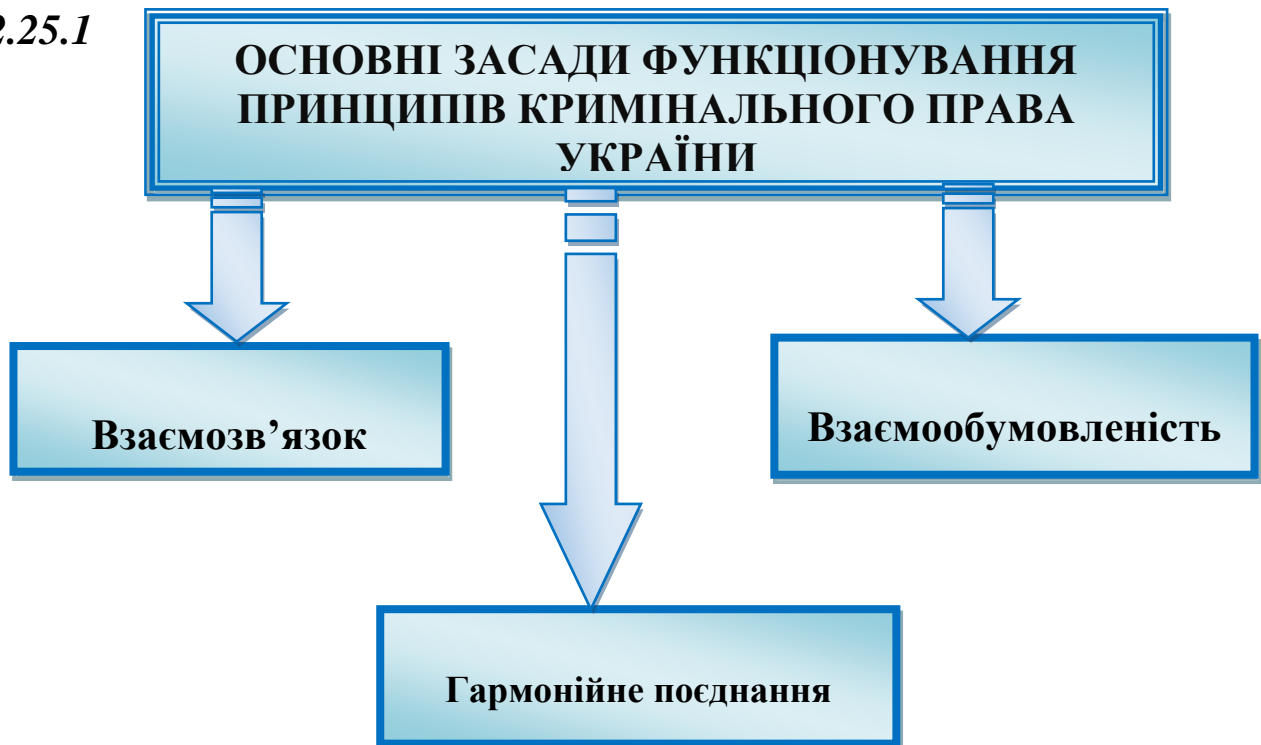 2.25.1
ОСНОВНІ ЗАСАДИ ФУНКЦІОНУВАННЯ
ПРИНЦИПІВ КРИМІНАЛЬНОГО ПРАВА
УКРАЇНИ
Взаємозв’язок
Взаємообумовленість
Гармонійне поєднання